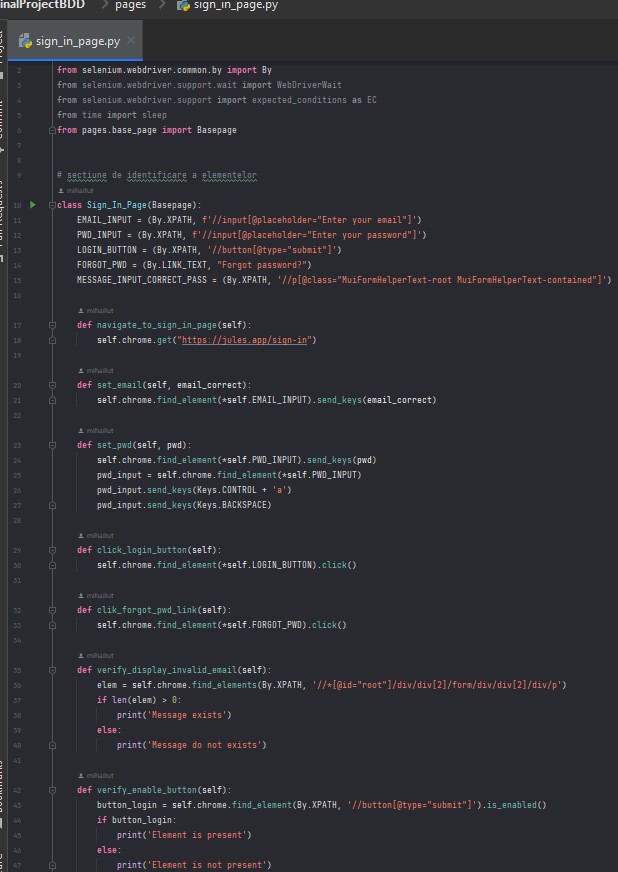 inalProjectBDD > pages > sign_in_page.py
sign_in_page.py ×
2 from selenium.webdriver.common.by import By
3 from selenium.webdriver.support.wait import WebDriverWait
4 from selenium.webdriver.support import expected_conditions as EC
5 from time import sleep
6 from pages.base_page import Basepage
7
8
9 # sectiune de identificare a elementelor
mihailiut
10 class Sign_In_Page(Basepage):
11 EMAIL_INPUT = (By.XPATH, f'//input[@placeholder="Enter your email"]')
12 PWD_INPUT = (By.XPATH, f'//input[@placeholder="Enter your password"]')
13 LOGIN_BUTTON = (By.XPATH, '//button[@type="submit"]')
14 FORGOT_PWD = (By.LINK_TEXT, "Forgot password?")
15 MESSAGE_INPUT_CORRECT_PASS = (By.XPATH, '//p[@class="MuiFormHelperText-root MuiFormHelperText-contained"]')
16
mihailiut
17 def navigate_to_sign_in_page(self):
18 self.chrome.get("https://jules.app/sign-in")
19
mihailiut
20 def set_email(self, email_correct):
21 self.chrome.find_element(*self.EMAIL_INPUT).send_keys(email_correct)
22
mihailiut
23 def set_pwd(self, pwd):
24 self.chrome.find_element(*self.PWD_INPUT).send_keys(pwd)
25 pwd_input = self.chrome.find_element(*self.PWD_INPUT)
26 pwd_input.send_keys(Keys.CONTROL + 'a')
27 pwd_input.send_keys(Keys.BACKSPACE)
28
mihailiut
29 def click_login_button(self):
30 self.chrome.find_element(*self.LOGIN_BUTTON).click()
31
mihailiut
32 def clik_forgot_pwd_link(self):
33 self.chrome.find_element(*self.FORGOT_PWD).click()
34
mihailiut
35 def verify_display_invalid_email(self):
36 elem = self.chrome.find_elements(By.XPATH, '//*[@id="root"]/div/div[2]/form/div/div[2]/div/p')
37 if len(elem) > 0:
38 print('Message exists')
39 else:
40 print('Message do not exists')
41
mihailiut
42 def verify_enable_button(self):
43 button_login = self.chrome.find_element(By.XPATH, '//button[@type="submit"]').is_enabled()
44 if button_login:
45 print('Element is present')
46 else:
47 print('Element is not present')